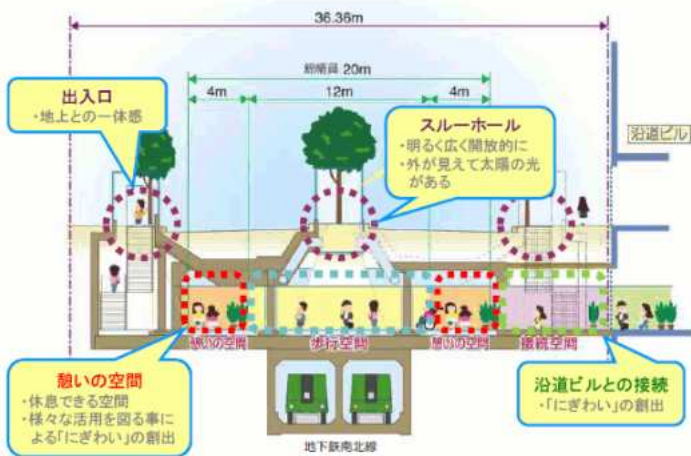 36.36m
総幅員 20m
4m
12m
4m
出入口
・地上との一体感
スルーホール
・明るく広く開放的に
・外が見えて太陽の光
がある
沿道ビル
憩いの空間
歩行空間
憩いの空間
接続空間
憩いの空間
・休息できる空間
・様々な活用を図る事に
よる「にぎわい」の創出
沿道ビルとの接続
・「にぎわい」の創出
地下鉄南北線